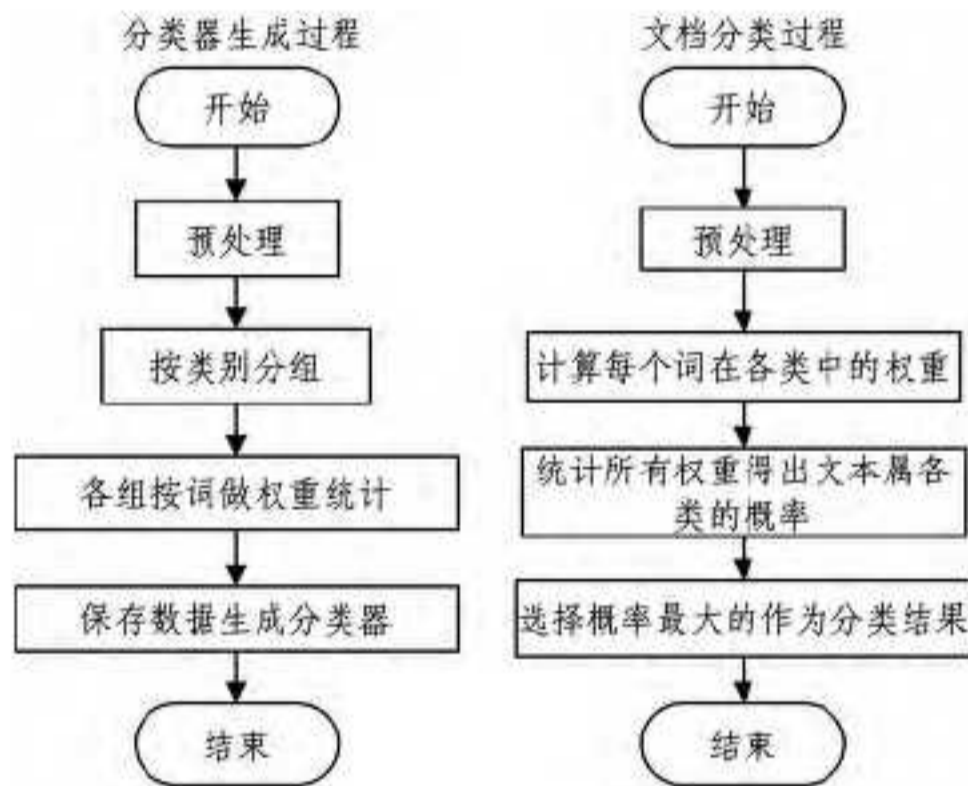 分类器生成过程
开始
预处理
按类别分组
各组按词做权重统计
保存数据生成分类器
结束
文档分类过程
开始
预处理
计算每个词在各类中的权重
统计所有权重得出文本属各
类的概率
选择概率最大的作为分类结果
结束